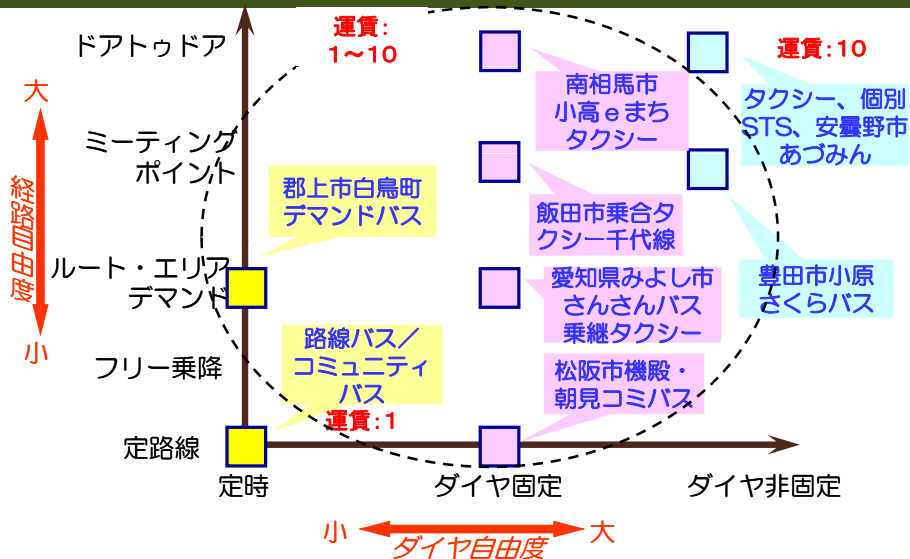 運賃:
1~10
運賃:10
ドアトゥドア
ミーティング
ポイント
ルート・エリア
デマンド
フリー乗降
定路線
大
経路自由度
小
南相馬市
小高eまち
タクシー
タクシー、個別
STS、安曇野市
あづみん
郡上市白鳥町
デマンドバス
飯田市乗合タ
クシー千代線
愛知県みよし市
さんさんバス
乗継タクシー
豊田市小原
さくらバス
路線バス/
コミュニティ
バス
運賃:1
松阪市機殿・
朝見コミバス
定時
ダイヤ固定
ダイヤ非固定
小
大
ダイヤ自由度